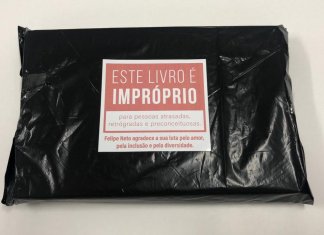 ESTE LIVRO É
IMPRÓPRIO
para pessoas atrasadas,
retrógradas e preconceituosas.
Felipe Neto agradece a sua luta pelo amor,
pela inclusão e pela diversidade.